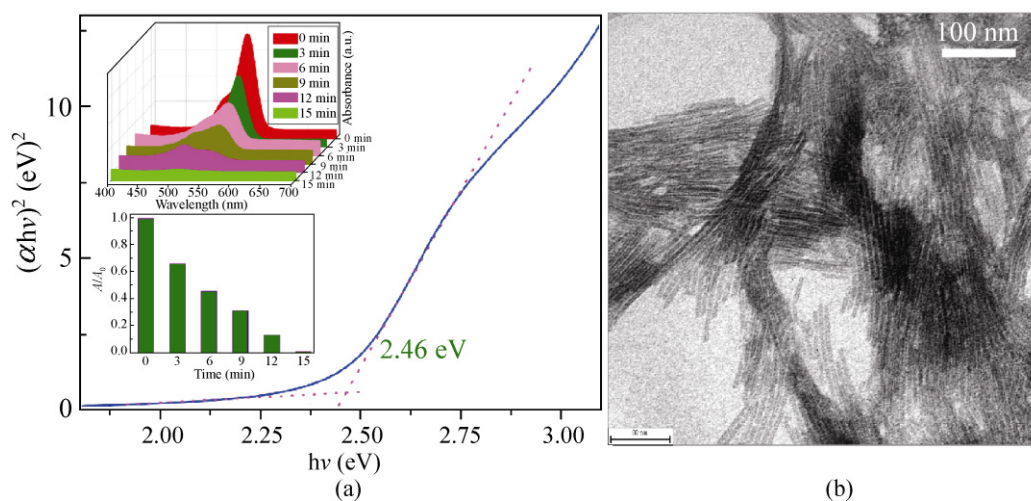 (αhν)² (eV)²
10
5
0
2.00
2.25
2.50
2.75
3.00
hν (eV)
2.46 eV
0 min
3 min
6 min
9 min
12 min
15 min
Absorbance (a.u.)
0 min
3 min
6 min
9 min
12 min
15 min
400
450
500
550
600
650
700
Wavelength (nm)
A/A₀
1.0
0.8
0.6
0.4
0.2
0.0
0
3
6
9
12
15
Time (min)
(a)
100 nm
(b)